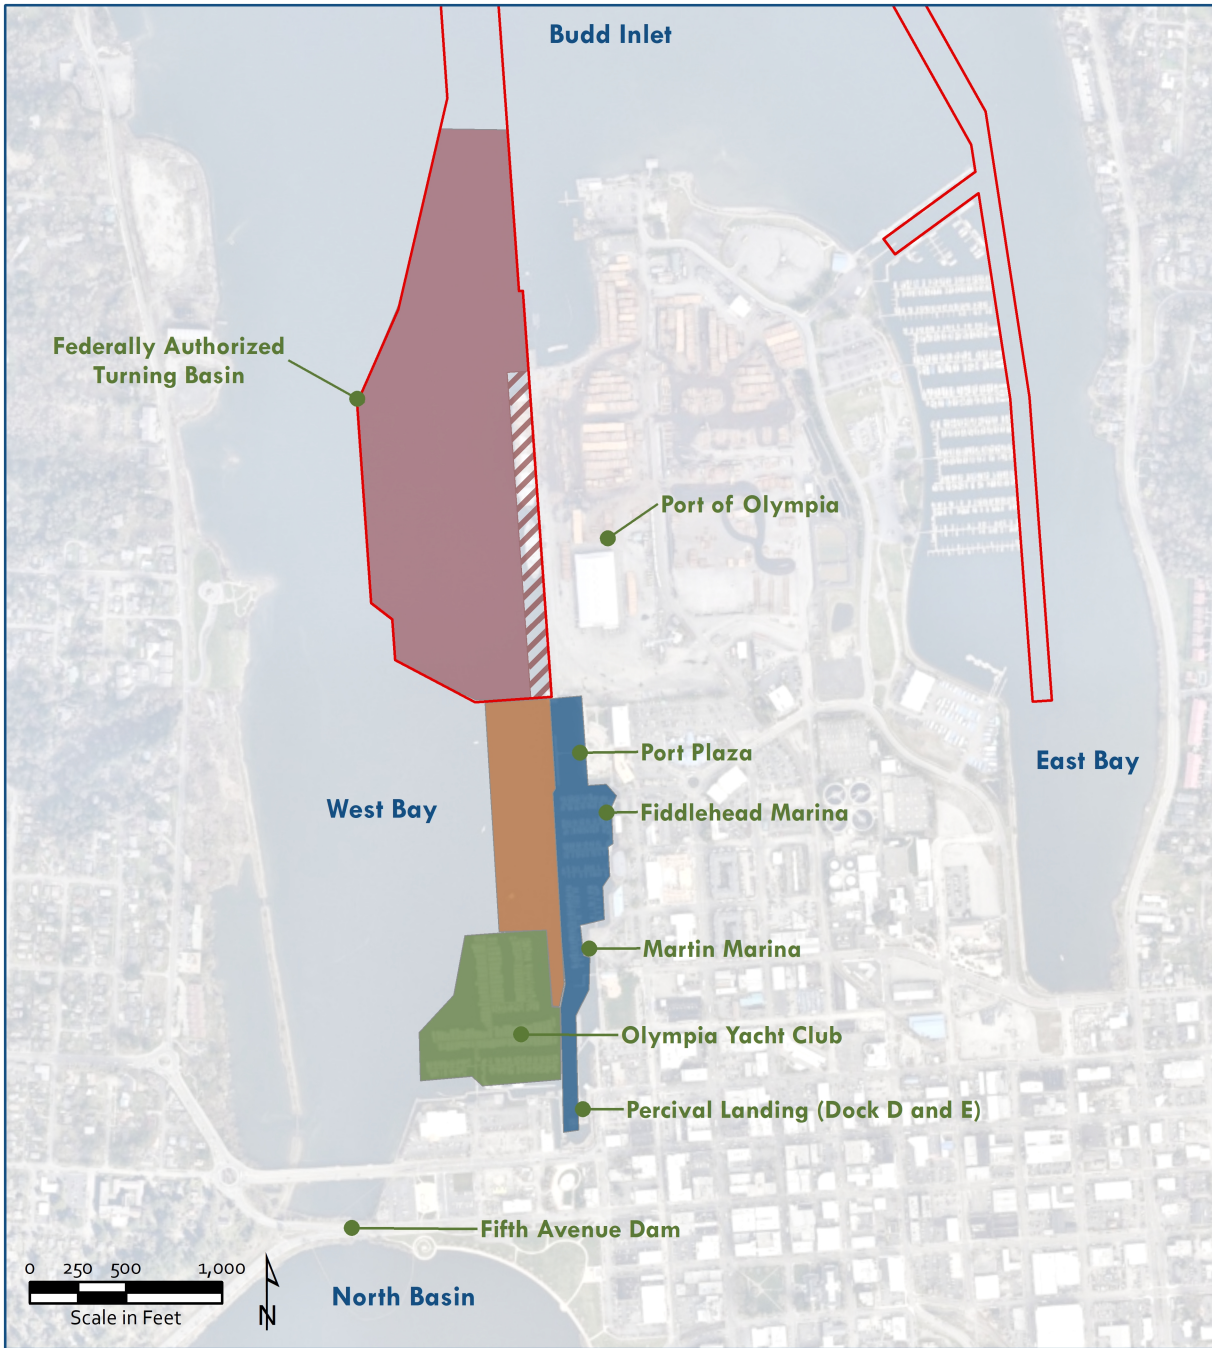 Budd Inlet
Federally Authorized
Turning Basin
Port of Olympia
Port Plaza
East Bay
West Bay
Fiddlehead Marina
Martin Marina
Olympia Yacht Club
Percival Landing (Dock D and E)
Fifth Avenue Dam
0 250 500 1,000
Scale in Feet
N
North Basin